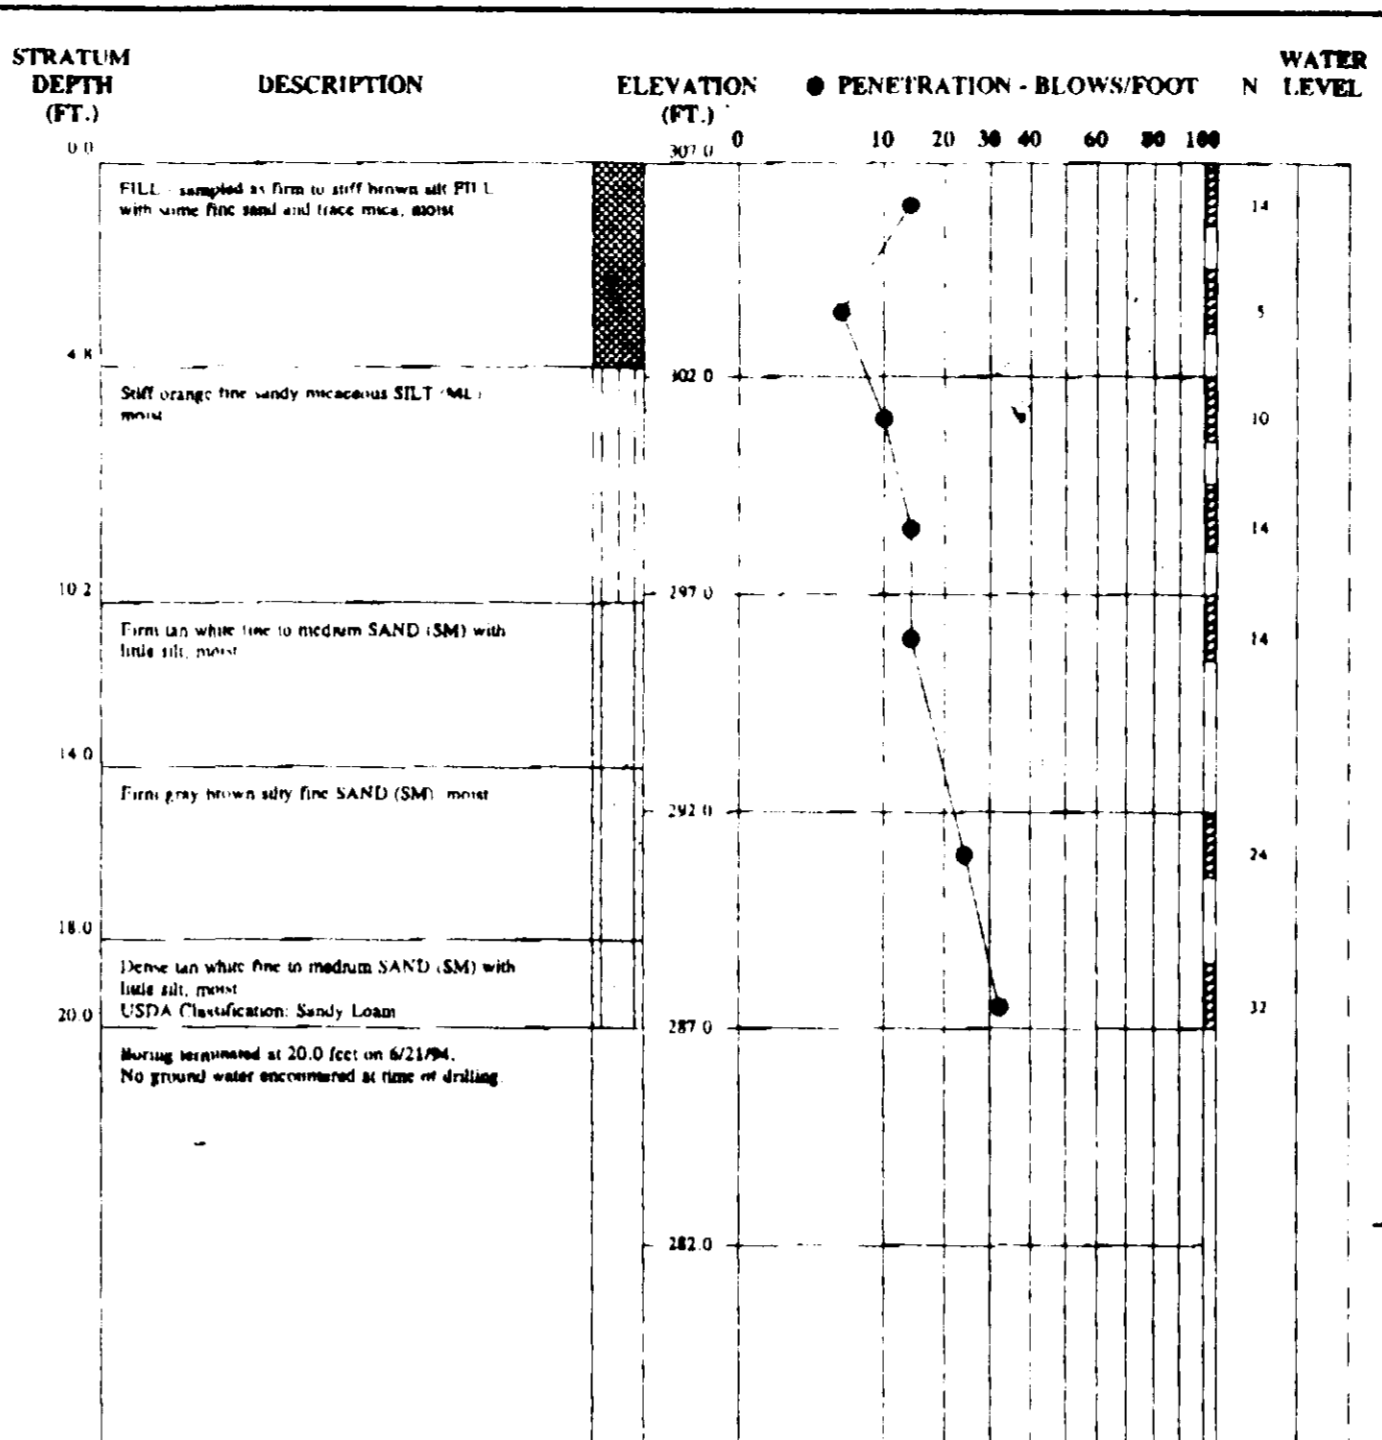 STRATUM
DEPTH
(FT.)
DESCRIPTION
ELEVATION
(FT.)
● PENETRATION - BLOWS/FOOT
N
WATER
LEVEL
0 10 20 30 40 60 80 100
0.0
307.0
FILL - sampled as firm to stiff brown silt FILL
with some fine sand and trace mica, moist
14
5
4.8
302.0
Stiff orange fine sandy micaceous SILT (ML)
moist
10
14
10.2
297.0
Firm tan white fine to medium SAND (SM) with
little silt, moist
14
14.0
Firm gray brown silty fine SAND (SM) moist
292.0
24
18.0
Dense tan white fine to medium SAND (SM) with
little silt, moist
USDA Classification: Sandy Loam
32
20.0
287.0
Boring terminated at 20.0 feet on 6/21/94.
No ground water encountered at time of drilling.
282.0